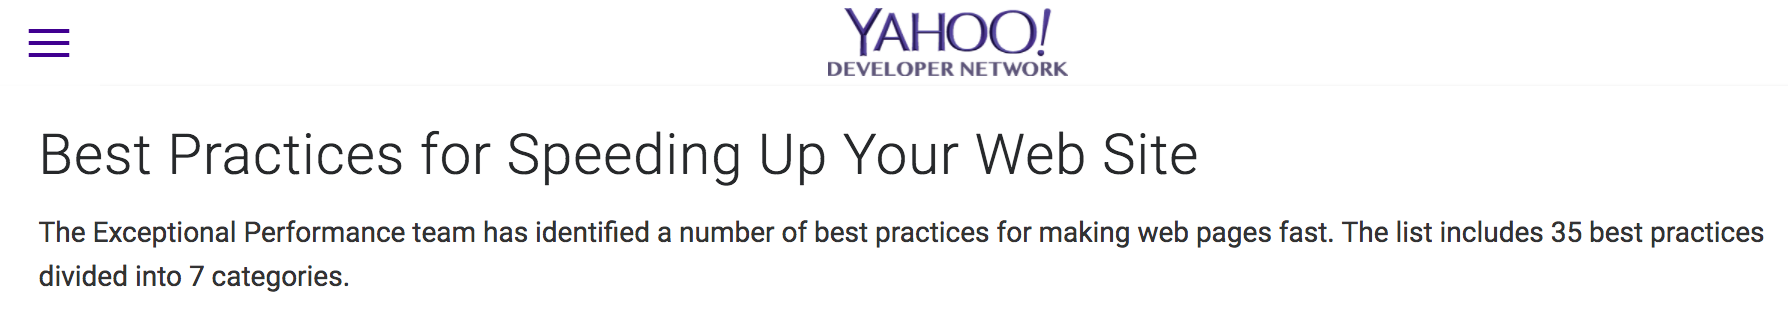 YAHOO!
DEVELOPER NETWORK
Best Practices for Speeding Up Your Web Site
The Exceptional Performance team has identified a number of best practices for making web pages fast. The list includes 35 best practices
divided into 7 categories.